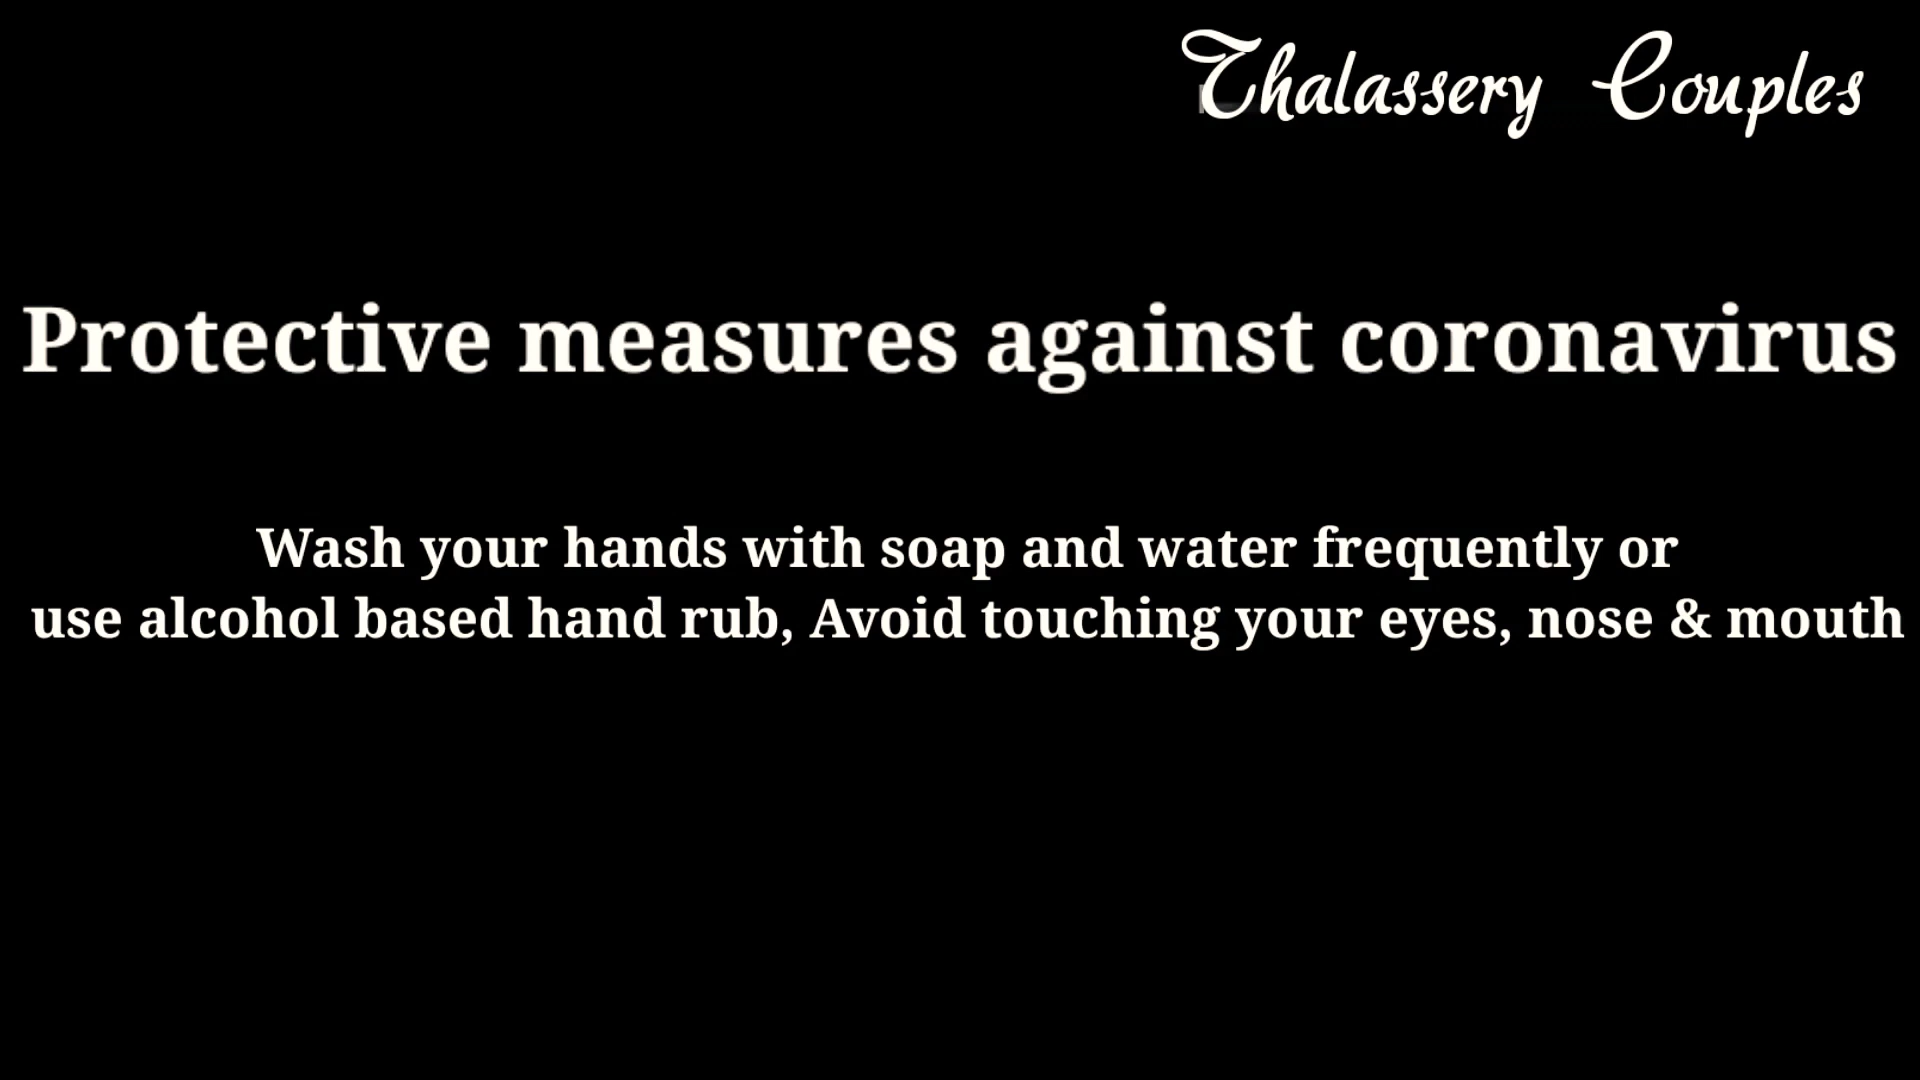 Thalassery Couples
Protective measures against coronavirus
Wash your hands with soap and water frequently or
use alcohol based hand rub, Avoid touching your eyes, nose & mouth